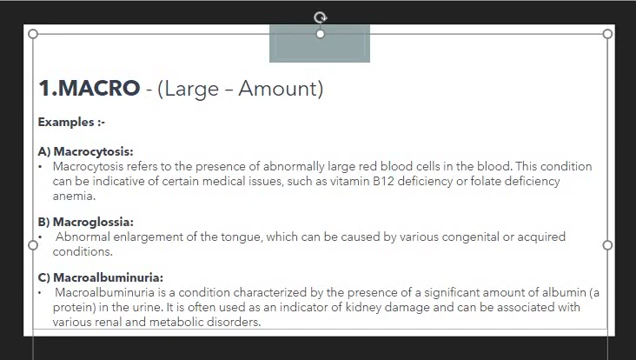 1.MACRO - (Large – Amount)
Examples :-
A) Macrocytosis:
• Macrocytosis refers to the presence of abnormally large red blood cells in the blood. This condition
can be indicative of certain medical issues, such as vitamin B12 deficiency or folate deficiency
anemia.
B) Macroglossia:
• Abnormal enlargement of the tongue, which can be caused by various congenital or acquired
conditions.
C) Macroalbuminuria:
• Macroalbuminuria is a condition characterized by the presence of a significant amount of albumin (a
protein) in the urine. It is often used as an indicator of kidney damage and can be associated with
various renal and metabolic disorders.